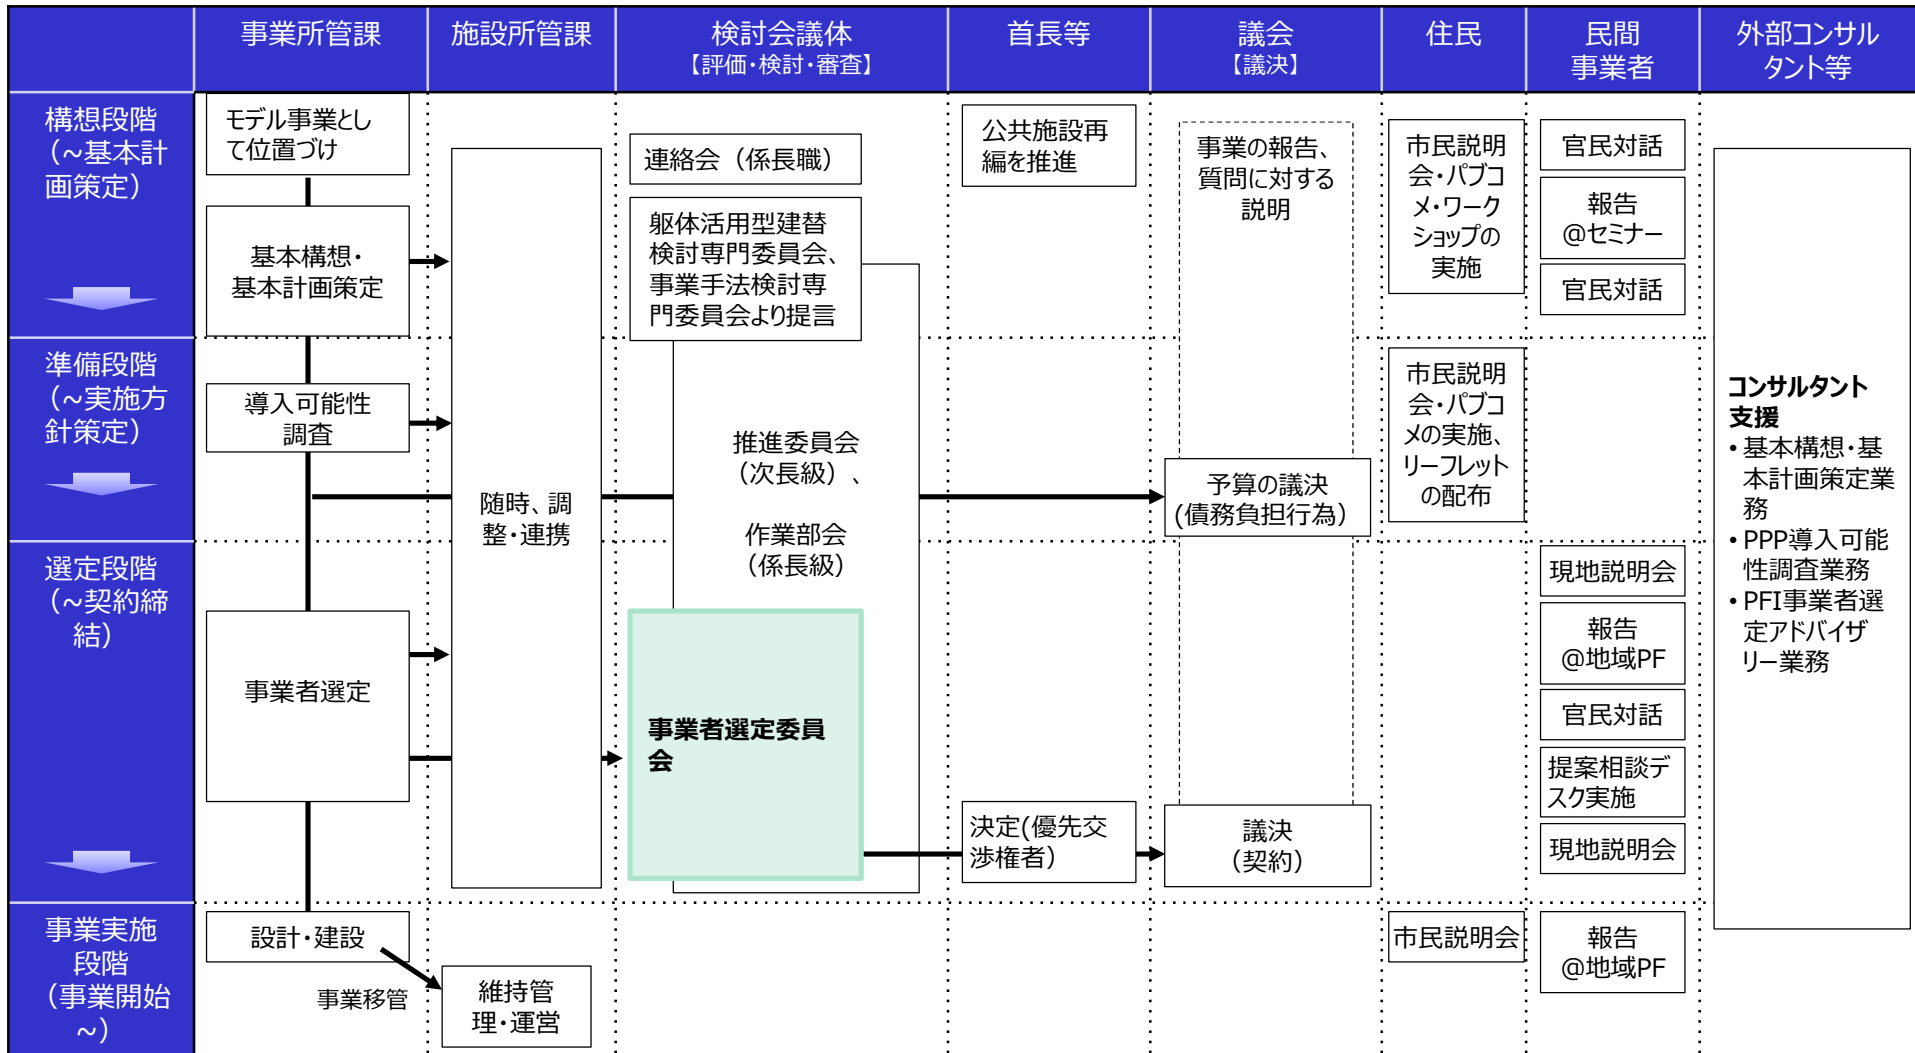 事業所管課
施設所管課
検討会議体
【評価・検討・審査】
首長等
議会
【議決】
住民
民間
事業者
外部コンサル
タント等
構想段階
（~基本計
画策定）
モデル事業とし
て位置づけ
基本構想・
基本計画策定
連絡会（係長職）
躯体活用型建替
検討専門委員会、
事業手法検討専
門委員会より提言
公共施設再
編を推進
事業の報告、
質問に対する
説明
市民説明
会・パブコ
メ・ワーク
ショップの
実施
官民対話
報告
@セミナー
官民対話
準備段階
（~実施方
針策定）
導入可能性
調査
随時、調
整・連携
推進委員会
（次長級）、
作業部会
（係長級）
予算の議決
(債務負担行為）
市民説明
会・パブコ
メの実施、
リーフレット
の配布
コンサルタント
支援
• 基本構想・基
本計画策定業
務
• PPP導入可能
性調査業務
• PFI事業者選
定アドバイザ
リー業務
選定段階
（~契約締
結）
事業者選定
事業者選定委員
会
決定(優先交
渉権者）
議決
（契約）
現地説明会
報告
@地域PF
官民対話
提案相談デ
スク実施
現地説明会
事業実施
段階
（事業開始
~）
設計・建設
事業移管
維持管
理・運営
市民説明会
報告
@地域PF